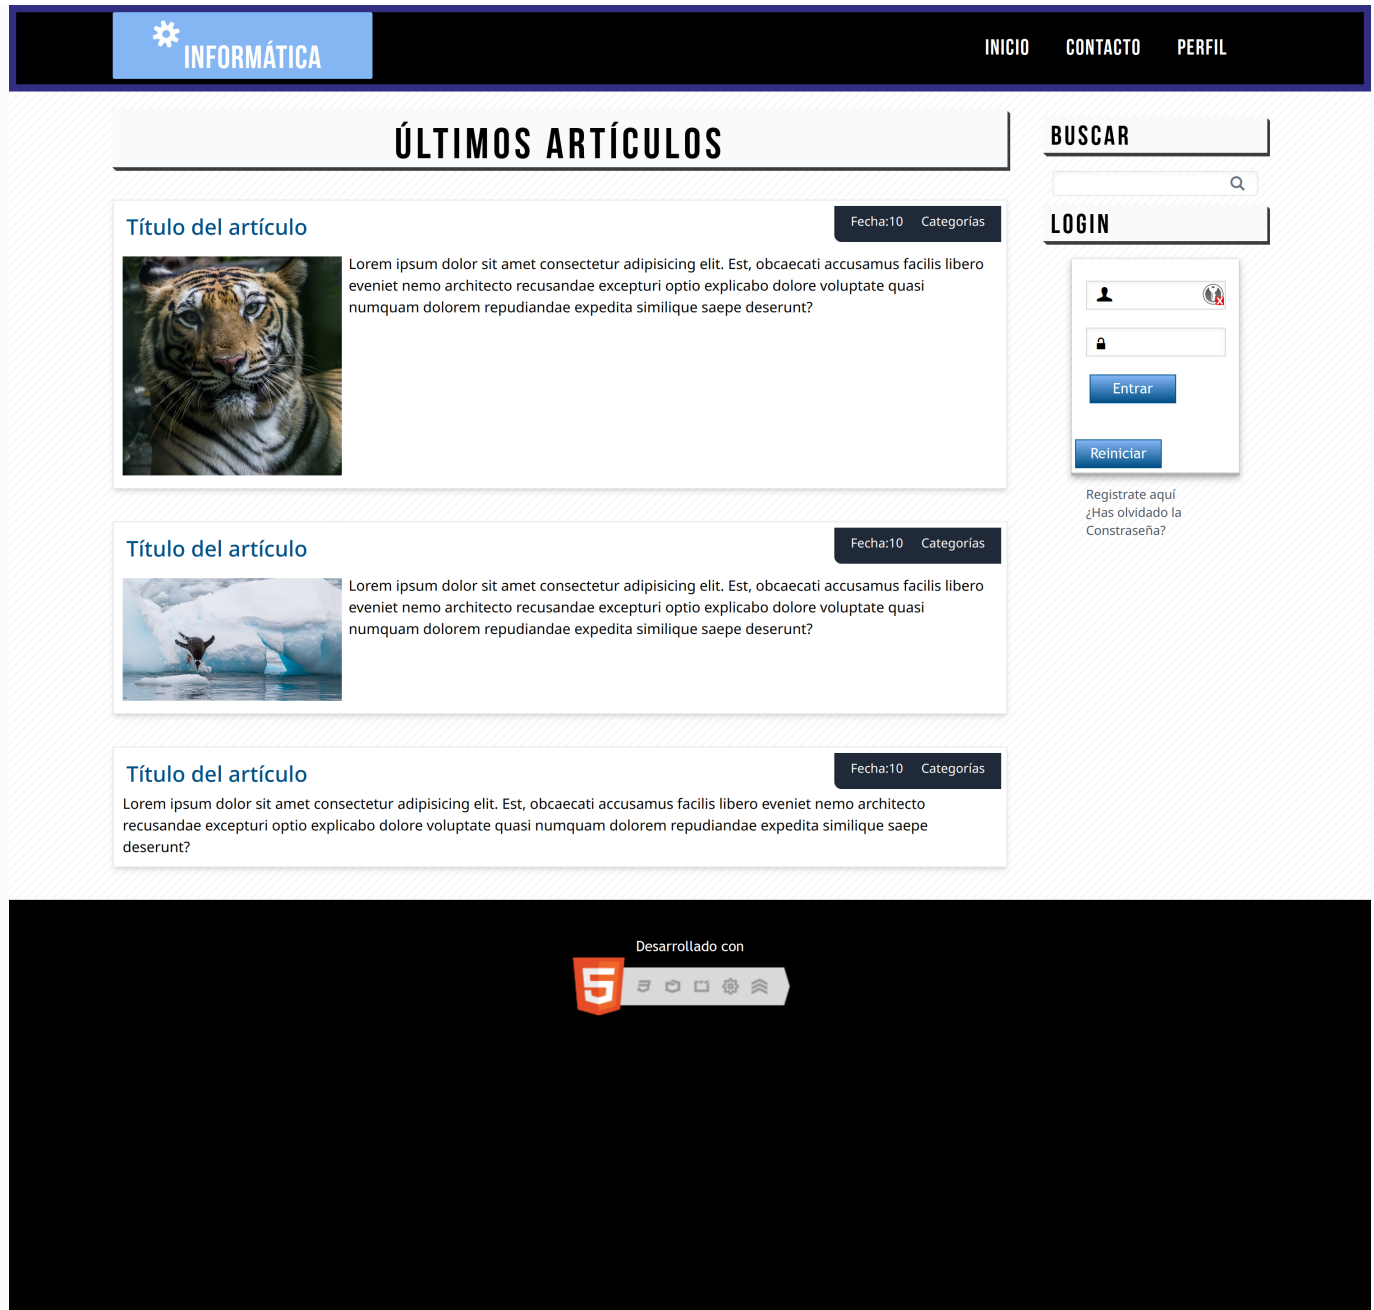 INFORMÁTICA
INICIO CONTACTO PERFIL
ÚLTIMOS ARTÍCULOS
Título del artículo
Fecha:10 Categorías
Lorem ipsum dolor sit amet consectetur adipisicing elit. Est, obcaecati accusamus facilis libero
eveniet nemo architecto recusandae excepturi optio explicabo dolore voluptate quasi
numquam dolorem repudiandae expedita similique saepe deserunt?
Título del artículo
Fecha:10 Categorías
Lorem ipsum dolor sit amet consectetur adipisicing elit. Est, obcaecati accusamus facilis libero
eveniet nemo architecto recusandae excepturi optio explicabo dolore voluptate quasi
numquam dolorem repudiandae expedita similique saepe deserunt?
Título del artículo
Fecha:10 Categorías
Lorem ipsum dolor sit amet consectetur adipisicing elit. Est, obcaecati accusamus facilis libero eveniet nemo architecto
recusandae excepturi optio explicabo dolore voluptate quasi numquam dolorem repudiandae expedita similique saepe
deserunt?
BUSCAR
LOGIN
Entrar
Reiniciar
Registrate aquí
¿Has olvidado la
Constraseña?
Desarrollado con
5